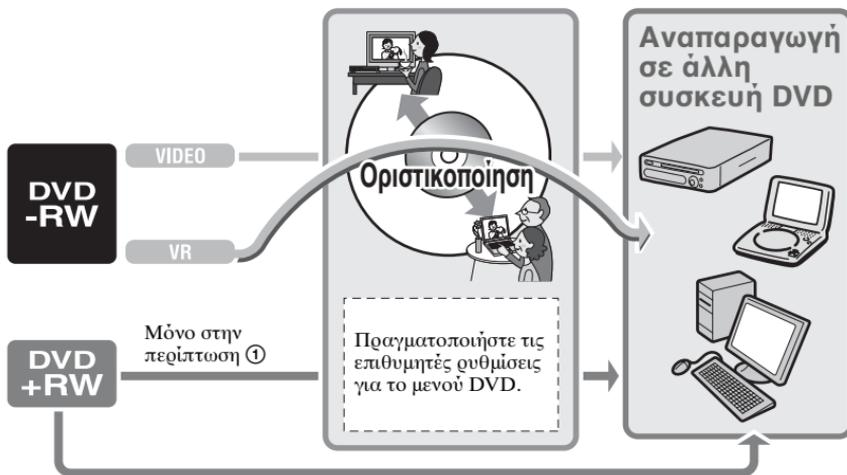 Αναπαραγωγή
σε άλλη
συσκευή DVD
DVD
-RW
VIDEO
VR
Οριστικοποίηση
DVD
+RW
Μόνο στην
περίπτωση ①
Πραγματοποιήστε τις
επιθυμητές ρυθμίσεις
για το μενού DVD.